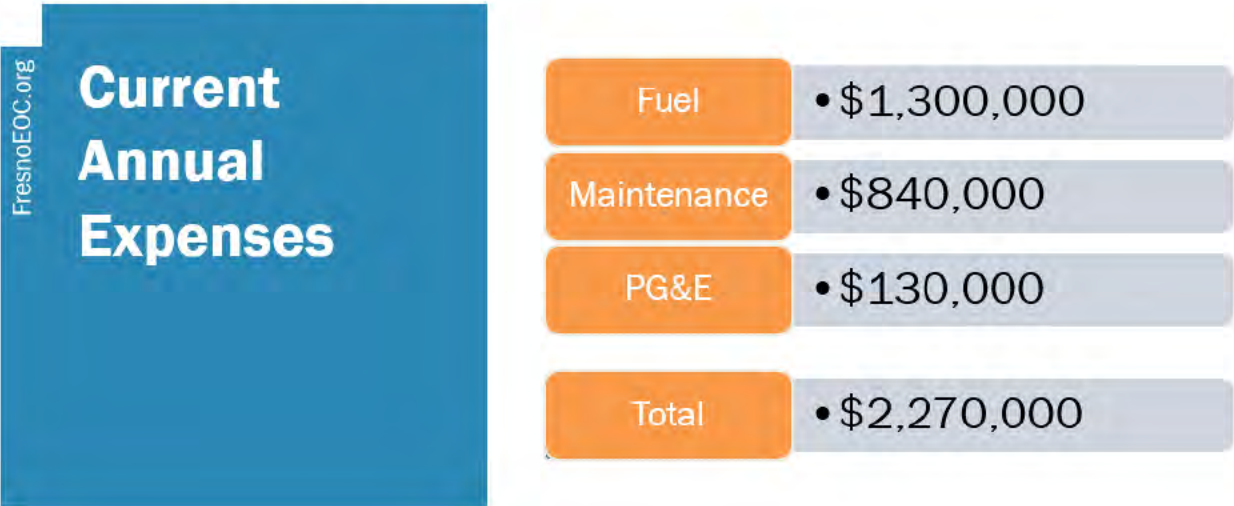 FresnoEOC.org
Current
Annual
Expenses
Fuel
• $1,300,000
Maintenance
• $840,000
PG&E
• $130,000
Total
• $2,270,000